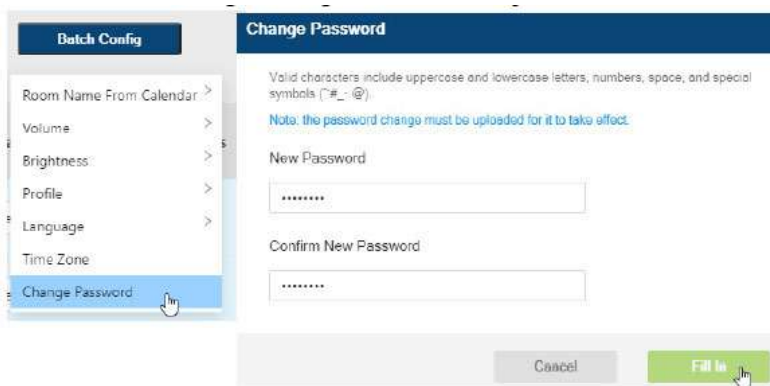 Batch Config
Room Name From Calendar >
Volume >
Brightness >
Profile >
Language >
Time Zone
Change Password
Change Password
Valid characters include uppercase and lowercase letters, numbers, space, and special
symbols (~#_- @).
Note: the password change must be uploaded for it to take effect.
New Password
••••••••
Confirm New Password
••••••••
Cancel
Fill In